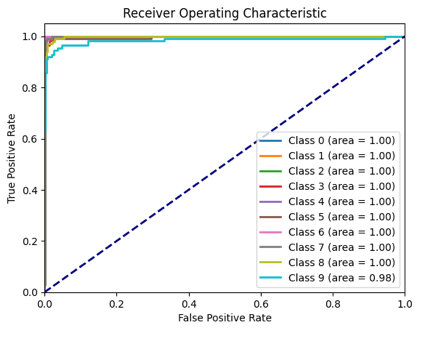 Receiver Operating Characteristic
True Positive Rate
1.0
0.8
0.6
0.4
0.2
0.0
Class 0 (area = 1.00)
Class 1 (area = 1.00)
Class 2 (area = 1.00)
Class 3 (area = 1.00)
Class 4 (area = 1.00)
Class 5 (area = 1.00)
Class 6 (area = 1.00)
Class 7 (area = 1.00)
Class 8 (area = 1.00)
Class 9 (area = 0.98)
0.0 0.2 0.4 0.6 0.8 1.0
False Positive Rate